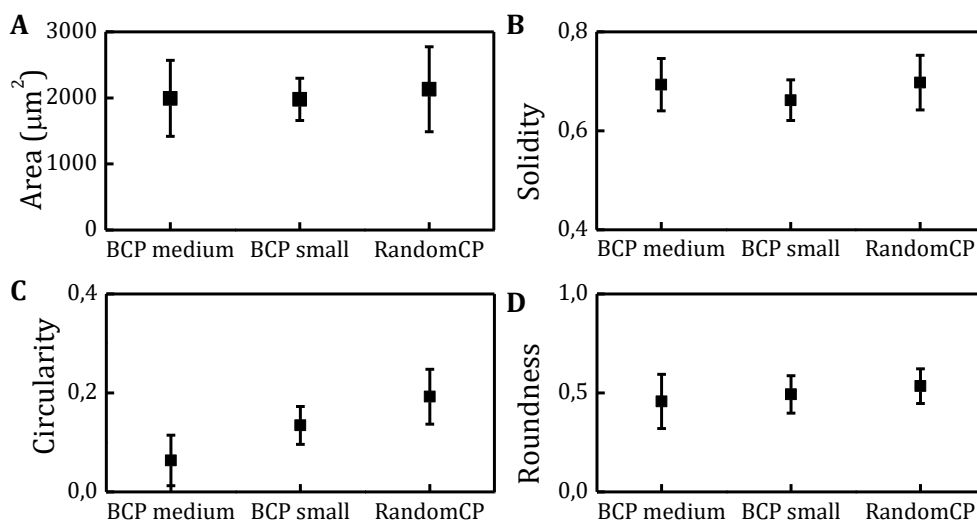 A
3000
2000
1000
0
Area (µm²)
BCP medium BCP small RandomCP
B
0,8
0,6
0,4
Solidity
BCP medium BCP small RandomCP
C
0,4
0,2
0,0
Circularity
BCP medium BCP small RandomCP
D
1,0
0,5
0,0
Roundness
BCP medium BCP small RandomCP